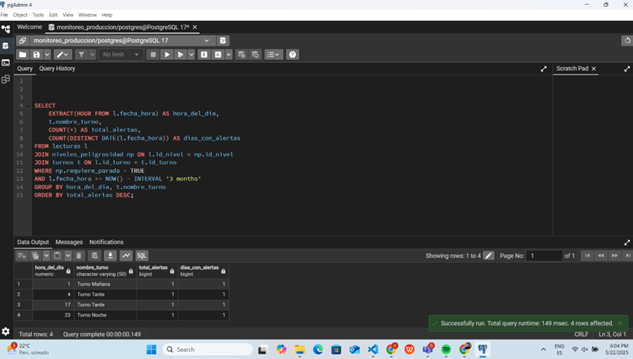 pgAdmin 4
File Object Tools Edit View Window Help
Welcome monitoreo_produccion/postgres@PostgreSQL 17* ×
monitoreo_produccion/postgres@PostgreSQL 17
No limit
Query Query History
Scratch Pad ×
1
2
3
4 SELECT
5 EXTRACT(HOUR FROM l.fecha_hora) AS hora_del_dia,
6 t.nombre_turno,
7 COUNT(*) AS total_alertas,
8 COUNT(DISTINCT DATE(l.fecha_hora)) AS dias_con_alertas
9 FROM lecturas l
10 JOIN niveles_peligrosidad np ON l.id_nivel = np.id_nivel
11 JOIN turnos t ON l.id_turno = t.id_turno
12 WHERE np.requiere_parada = TRUE
13 AND l.fecha_hora >= NOW() - INTERVAL '3 months'
14 GROUP BY hora_del_dia, t.nombre_turno
15 ORDER BY total_alertas DESC;
Data Output Messages Notifications
SQL
Showing rows: 1 to 4
Page No: 1 of 1
hora_del_dia nombre_turno total_alertas dias_con_alertas
numeric character varying (50) bigint bigint
1 1 Turno Mañana 1 1
2 4 Turno Tarde 1 1
3 17 Turno Tarde 1 1
4 23 Turno Noche 1 1
Successfully run. Total query runtime: 149 msec. 4 rows affected. ×
Total rows: 4 Query complete 00:00:00.149
CRLF Ln 3, Col 1
22°C
Parc. soleado
Search
ENG
ES
6:04 PM
5/22/2025